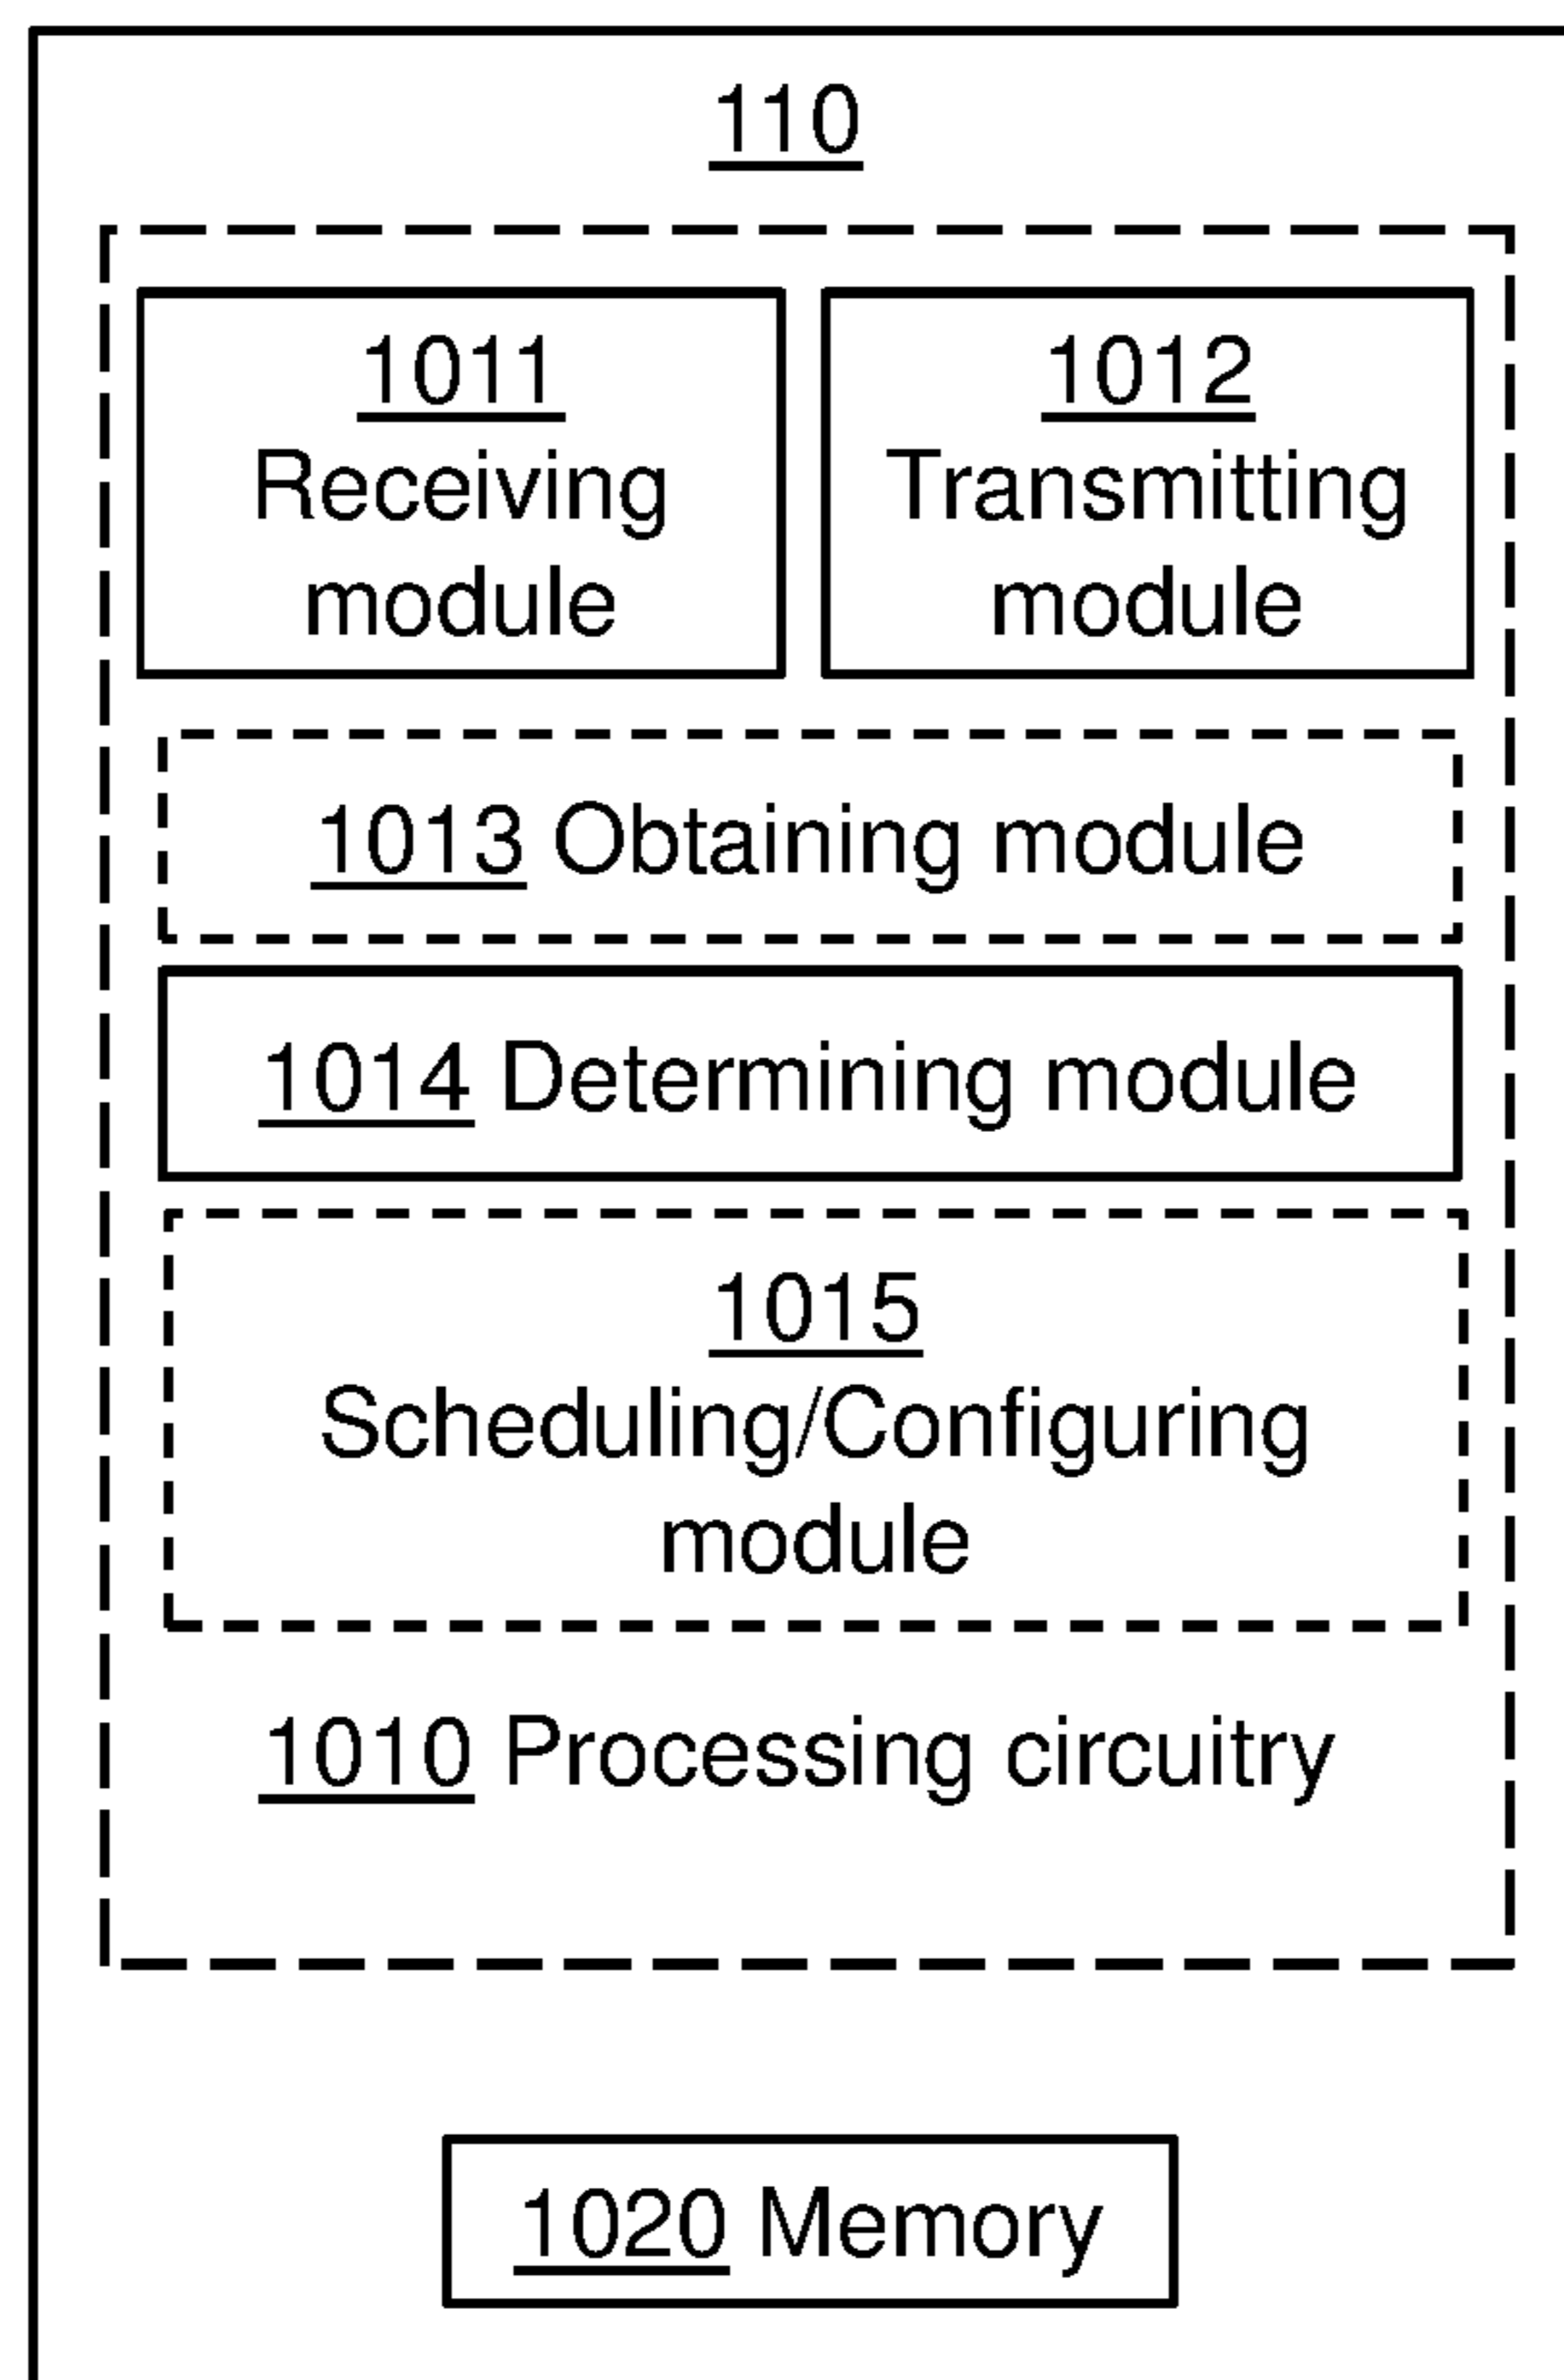 110
1011
Receiving
module
1012
Transmitting
module
1013 Obtaining module
1014 Determining module
1015
Scheduling/Configuring
module
1010 Processing circuitry
1020 Memory